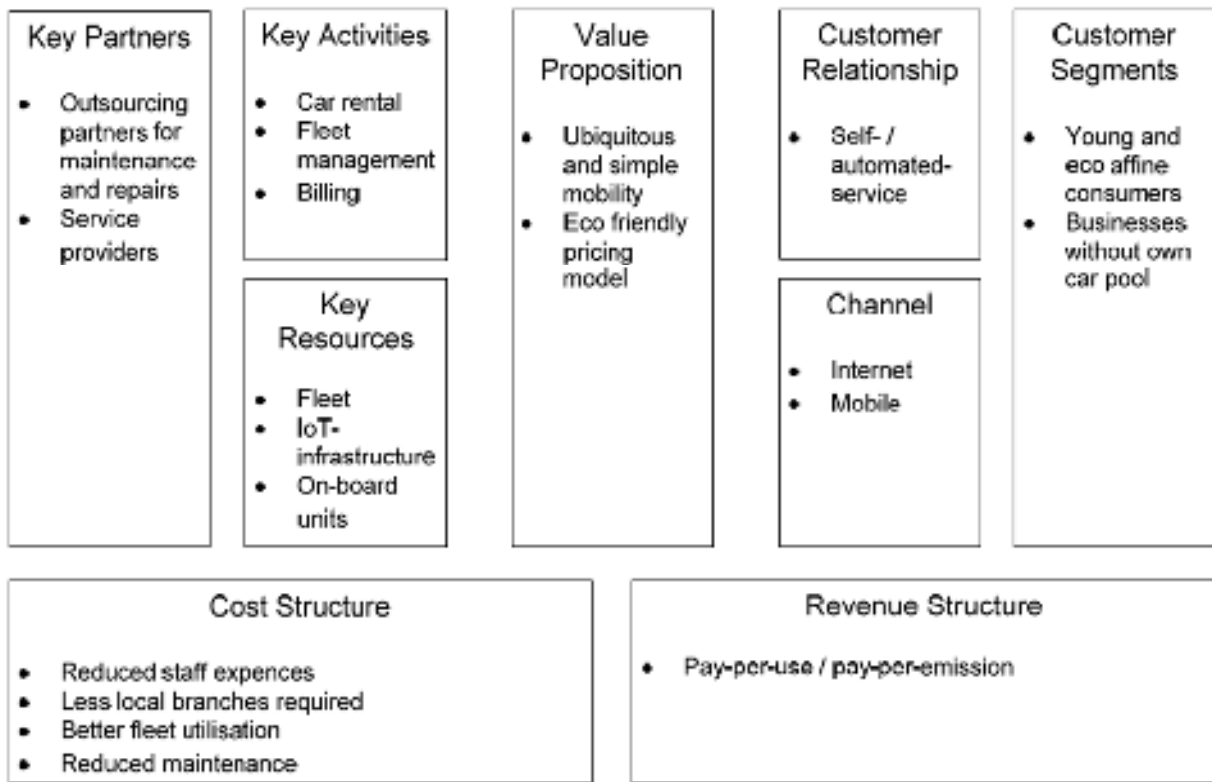 Key Partners
• Outsourcing
partners for
maintenance
and repairs
• Service
providers
Key Activities
• Car rental
• Fleet
management
• Billing
Key
Resources
• Fleet
• IoT-
infrastructure
• On-board
units
Value
Proposition
• Ubiquitous
and simple
mobility
• Eco friendly
pricing
model
Customer
Relationship
• Self- /
automated-
service
Channel
• Internet
• Mobile
Customer
Segments
• Young and
eco affine
consumers
• Businesses
without own
car pool
Cost Structure
• Reduced staff expences
• Less local branches required
• Better fleet utilisation
• Reduced maintenance
Revenue Structure
• Pay-per-use / pay-per-emission